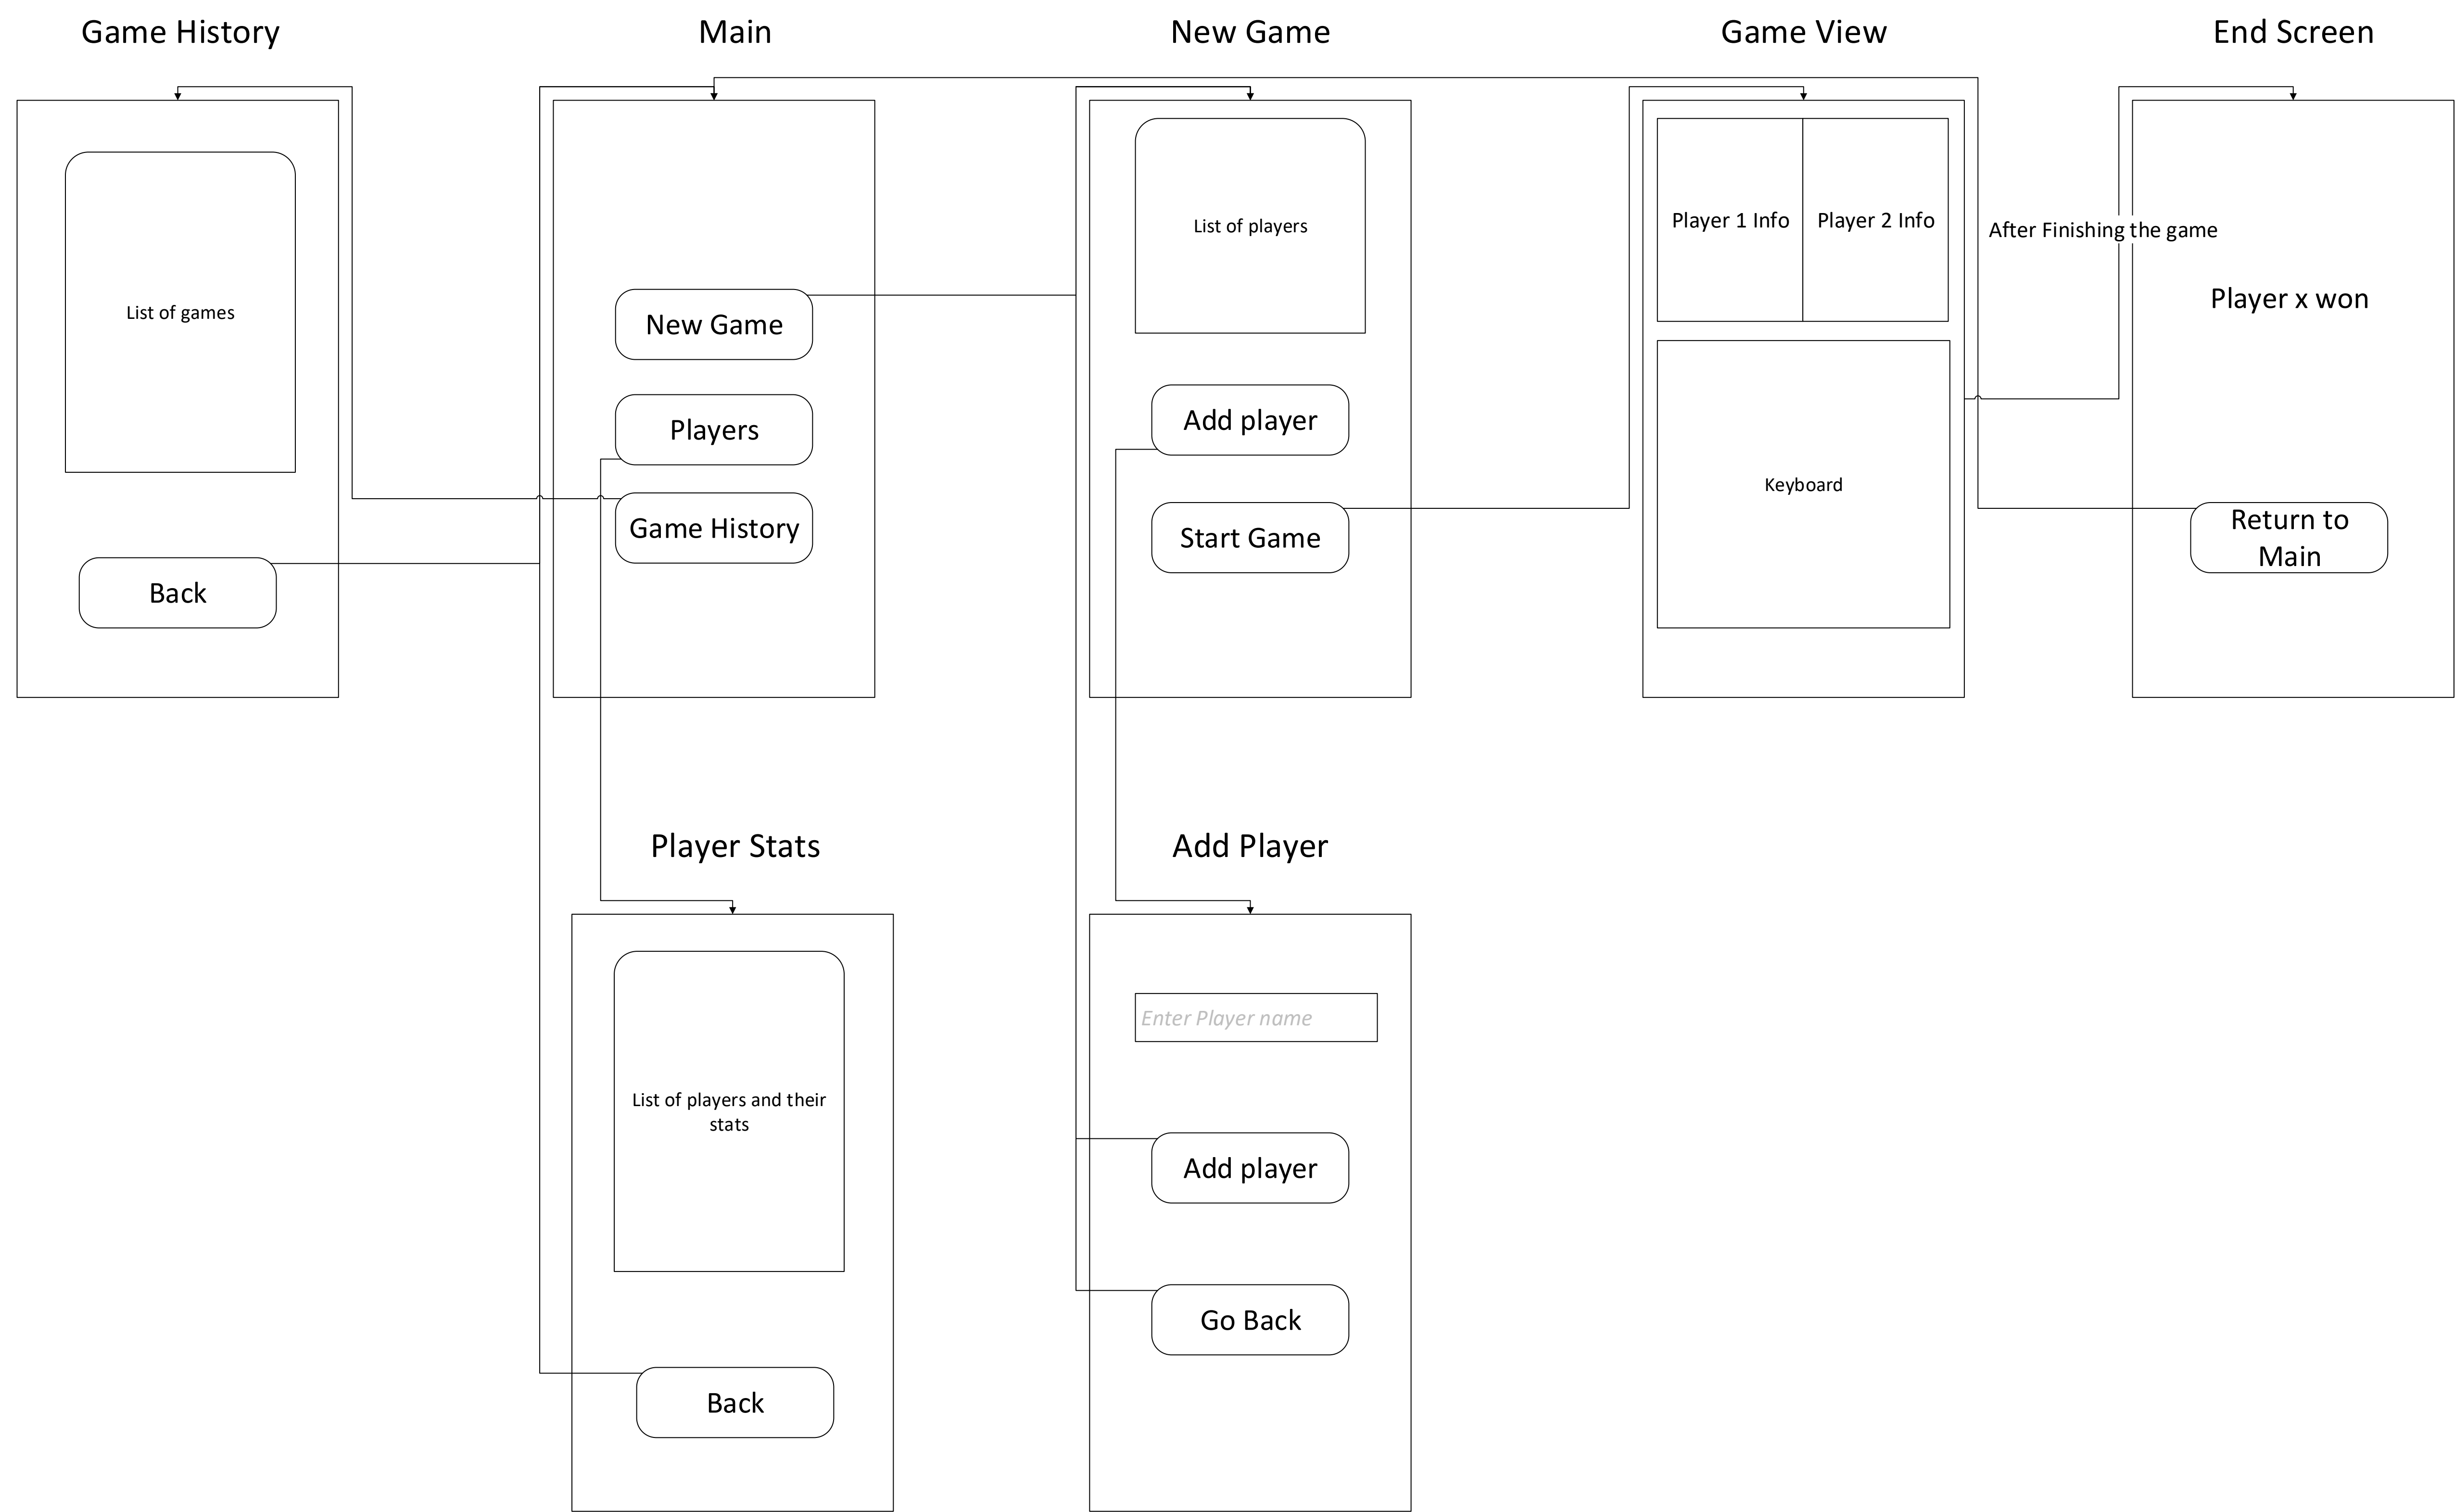 Game History
Main
New Game
Game View
End Screen
List of games
Back
New Game
Players
Game History
List of players
Add player
Start Game
Player 1 Info
Player 2 Info
Keyboard
After Finishing the game
Player x won
Return to
Main
Player Stats
Add Player
List of players and their
stats
Back
Enter Player name
Add player
Go Back